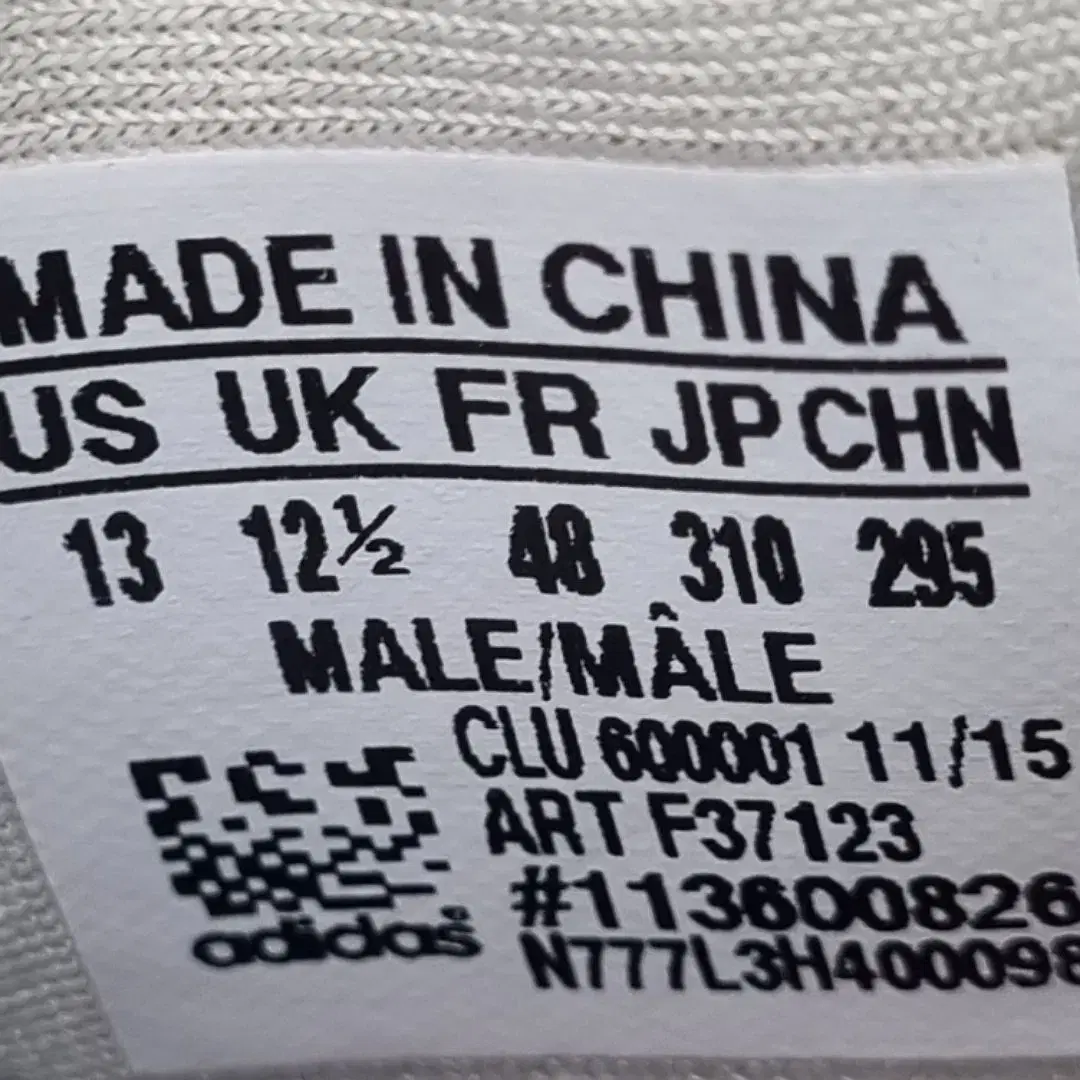 MADE IN CHINA
US UK FR JP CHN
13 12½ 48 310 295
MALE/MÂLE
CLU 600001 11/15
ART F37123
#113600826
N777L3H400098
adidas